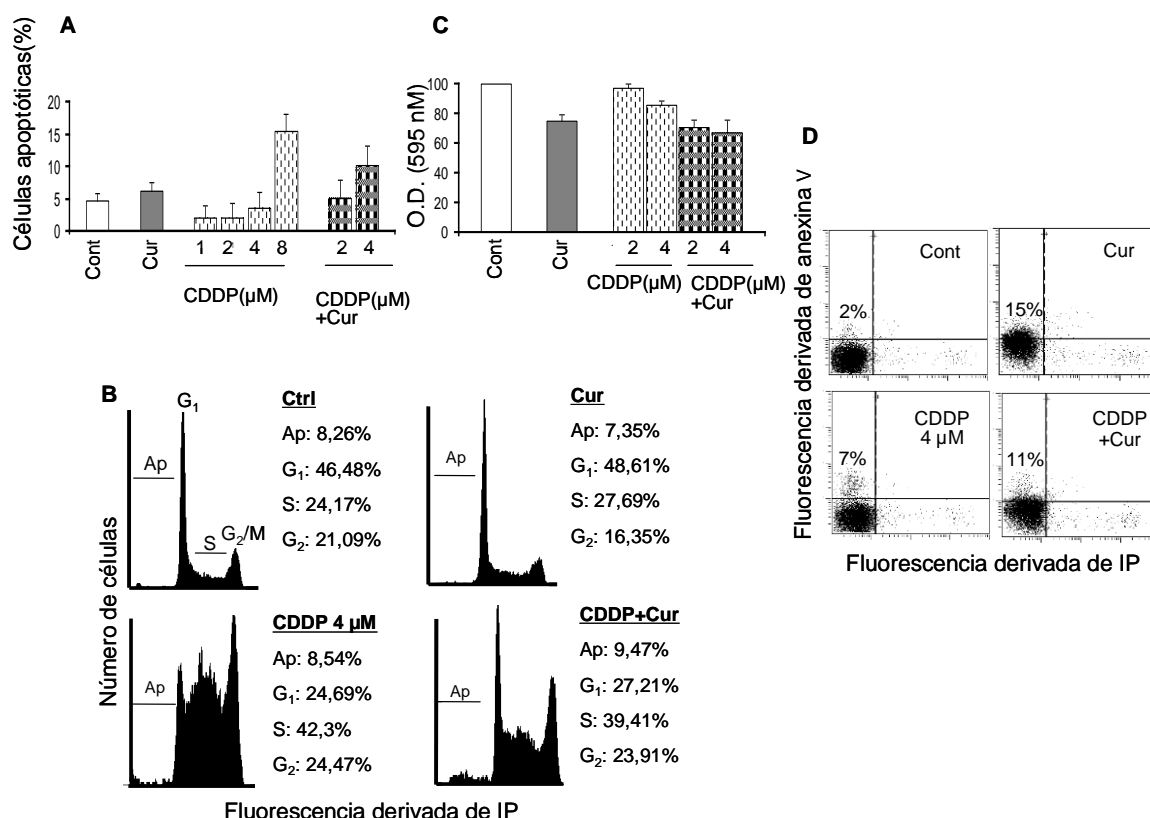 A
Células apoptóticas(%)
20
15
10
5
0
Cont
Cur
1 2 4 8
CDDP(µM)
2 4
CDDP(µM)
+Cur
C
O.D. (595 nM)
100
80
60
40
20
0
Cont
Cur
2 4 2 4
CDDP(µM) CDDP(µM)
+Cur
B
Número de células
Ap
G₁
S
G₂/M
Ctrl
Ap: 8,26%
G₁: 46,48%
S: 24,17%
G₂: 21,09%
Ap
Cur
Ap: 7,35%
G₁: 48,61%
S: 27,69%
G₂: 16,35%
Ap
CDDP 4 µM
Ap: 8,54%
G₁: 24,69%
S: 42,3%
G₂: 24,47%
Ap
CDDP+Cur
Ap: 9,47%
G₁: 27,21%
S: 39,41%
G₂: 23,91%
Fluorescencia derivada de IP
D
Fluorescencia derivada de anexina V
Cont
2%
Cur
15%
CDDP
4 µM
7%
CDDP
+Cur
11%
Fluorescencia derivada de IP